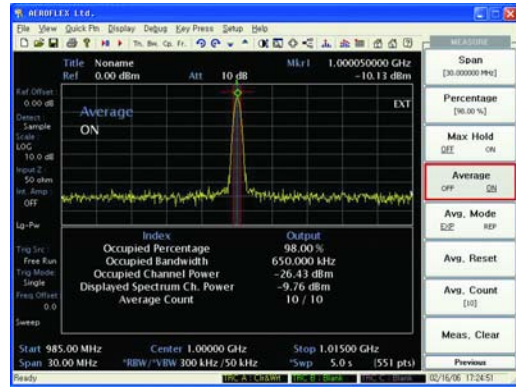 AEROFLEX Ltd.
File View Quick Fn Display Debug Key Press Setup Help
Tn. Bw. Cp. Fr.
MEASURE
Title Noname Mkr1 1.000050000 GHz
Ref 0.00 dBm Att 10 dB -10.13 dBm
Ref Offset :
0.00 dB
Detect :
Sample
Scale :
LOG
10.0 dB
Input Z :
50 ohm
Int. Amp :
OFF
Lg-Pw
Trig Src :
Free Run
Trig Mode:
Single
Freq Offset
0.0
Sweep
Average
ON
EXT
Index Output
Occupied Percentage 98.00 %
Occupied Bandwidth 650.000 kHz
Occupied Channel Power -26.43 dBm
Displayed Spectrum Ch. Power -9.76 dBm
Average Count 10 / 10
Start 985.00 MHz Center 1.00000 GHz Stop 1.01500 GHz
Span 30.00 MHz *RBW/*VBW 300 kHz /50 kHz *Swp 5.0 s (551 pts)
Span
[30.000000 MHz]
Percentage
[98.00 %]
Max Hold
OFF ON
Average
OFF ON
Avg. Mode
EXP REP
Avg. Reset
Avg. Count
[10]
Meas. Clear
Previous
Ready TRC A : Clr&Wrt TRC B : Blank TRC C : Blank 02/16/06 17:24:51